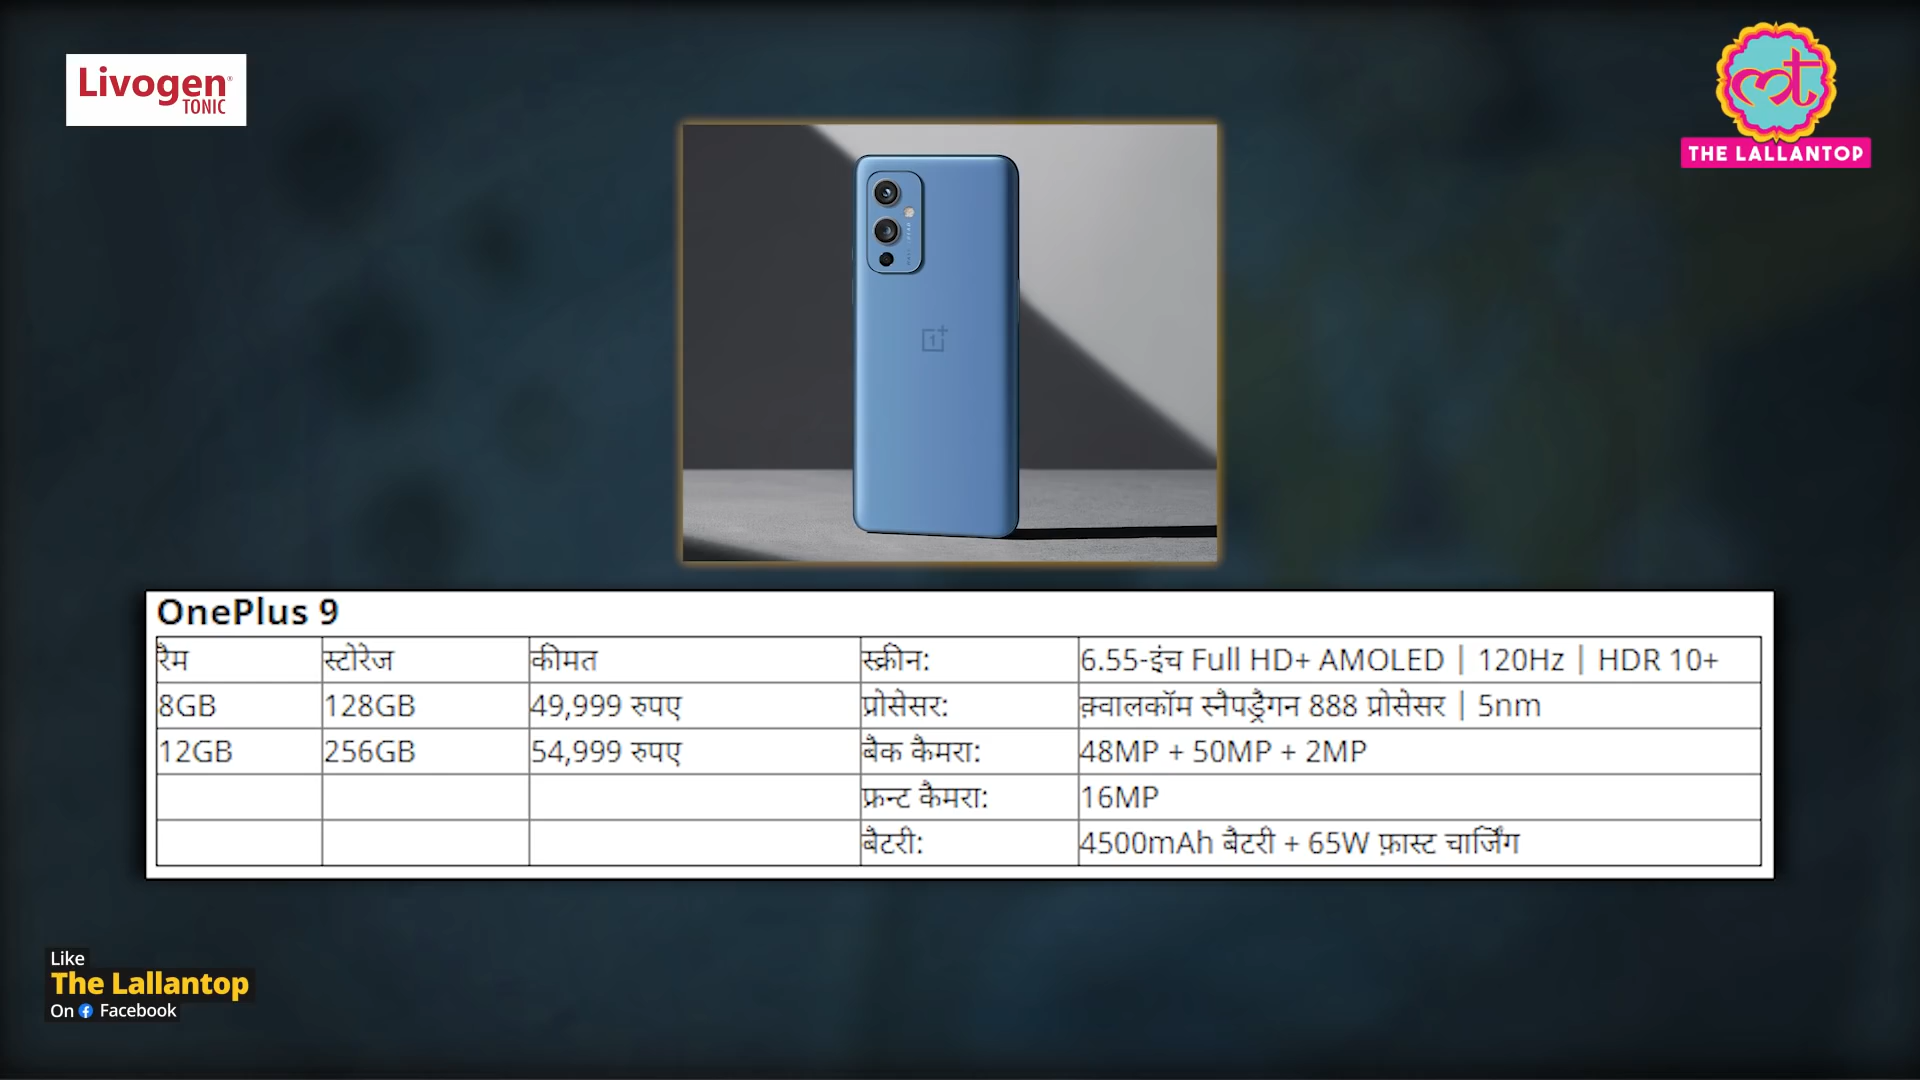 Livogen
TONIC
THE LALLANTOP
OnePlus 9
रैम स्टोरेज कीमत स्क्रीन: 6.55-इंच Full HD+ AMOLED | 120Hz | HDR 10+
8GB 128GB 49,999 रुपए प्रोसेसर: क़्वालकॉम स्नैपड्रैगन 888 प्रोसेसर | 5nm
12GB 256GB 54,999 रुपए बैक कैमरा: 48MP + 50MP + 2MP
फ्रन्ट कैमरा: 16MP
बैटरी: 4500mAh बैटरी + 65W फ़ास्ट चार्जिंग
Like
The Lallantop
On Facebook